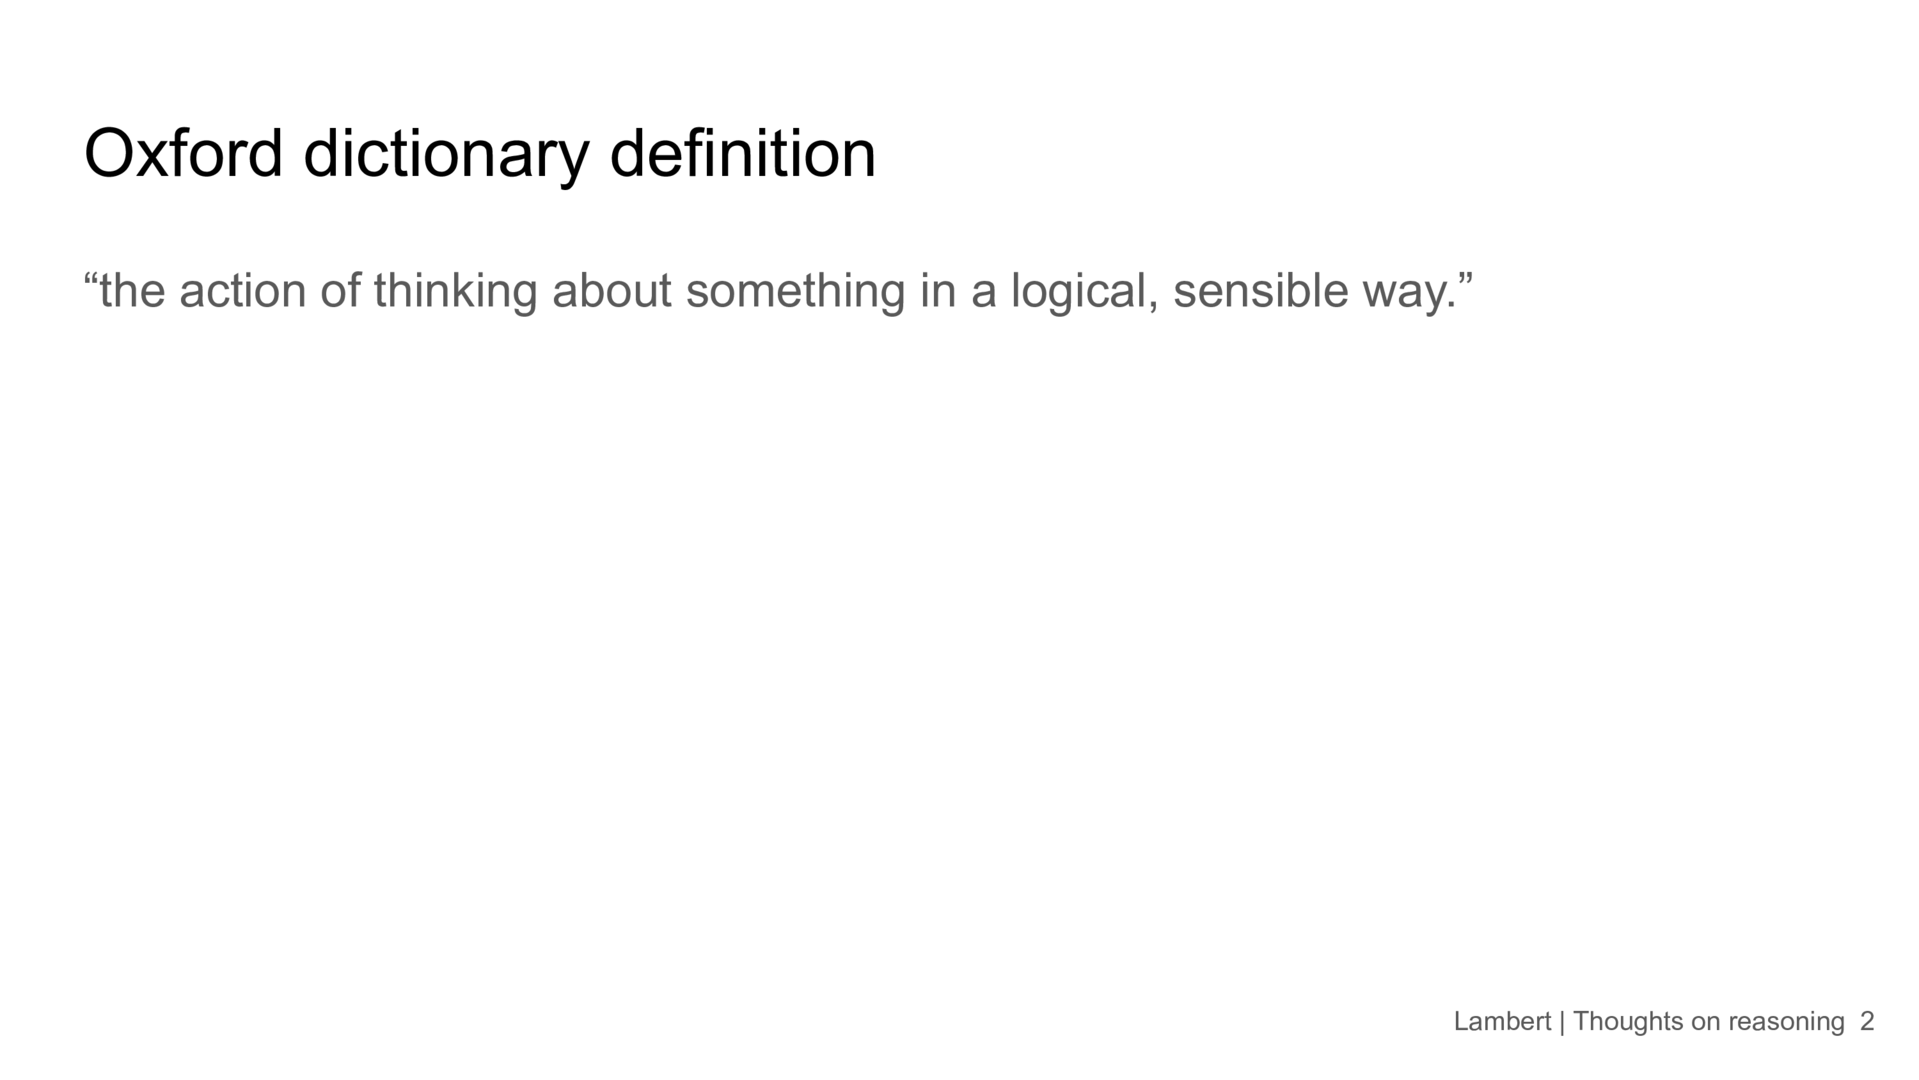 Oxford dictionary definition
“the action of thinking about something in a logical, sensible way.”
Lambert | Thoughts on reasoning 2